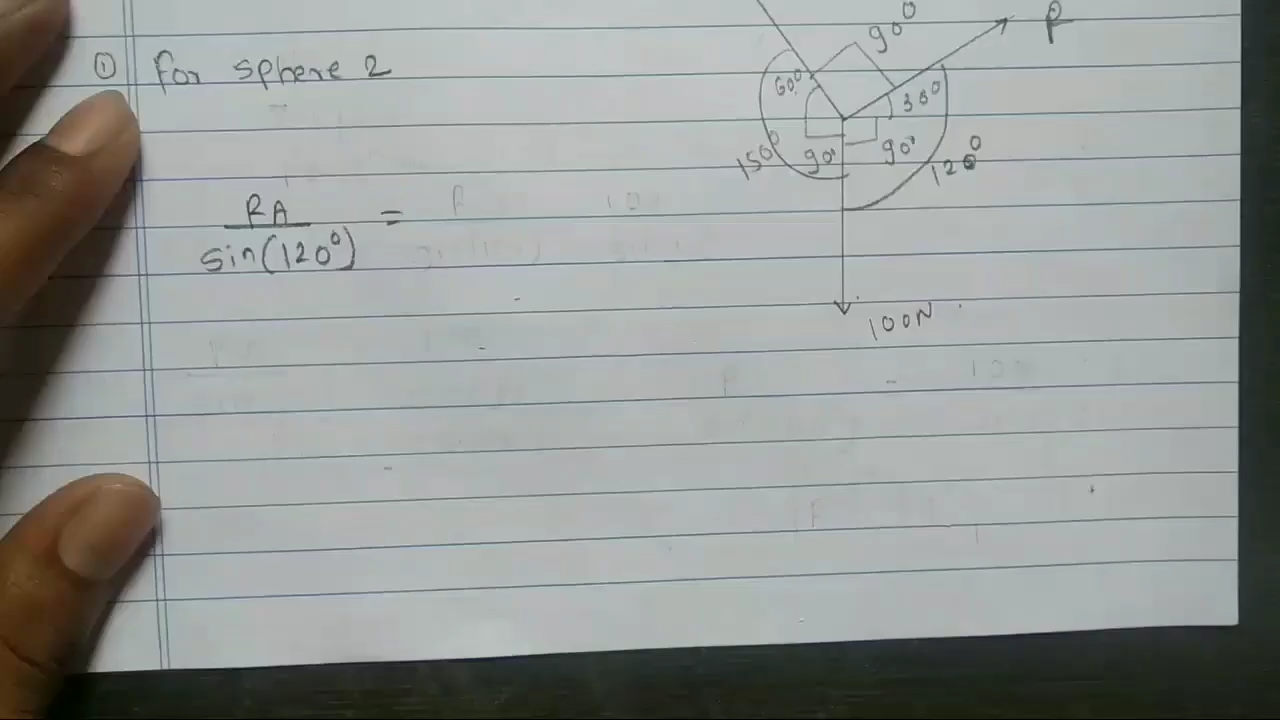 ① for sphere 2
90°
P
60°
30°
150°
90°
90°
120°
RA / sin(120°) =
100N